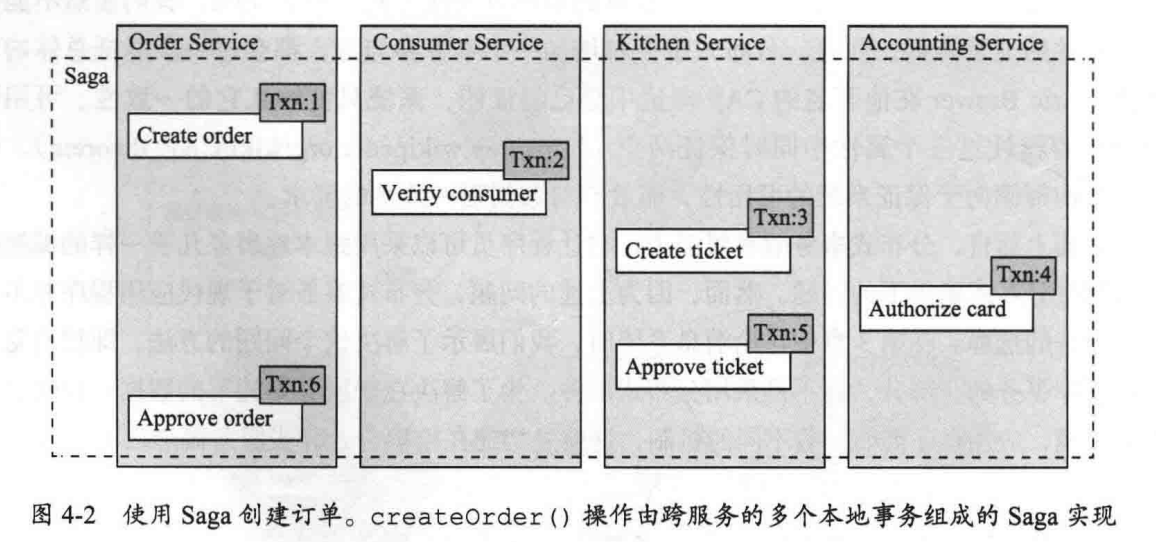 Order Service
Consumer Service
Kitchen Service
Accounting Service
Saga
Txn:1
Create order
Txn:2
Verify consumer
Txn:3
Create ticket
Txn:4
Authorize card
Txn:5
Approve ticket
Txn:6
Approve order
图 4-2 使用 Saga 创建订单。createOrder() 操作由跨服务的多个本地事务组成的 Saga 实现